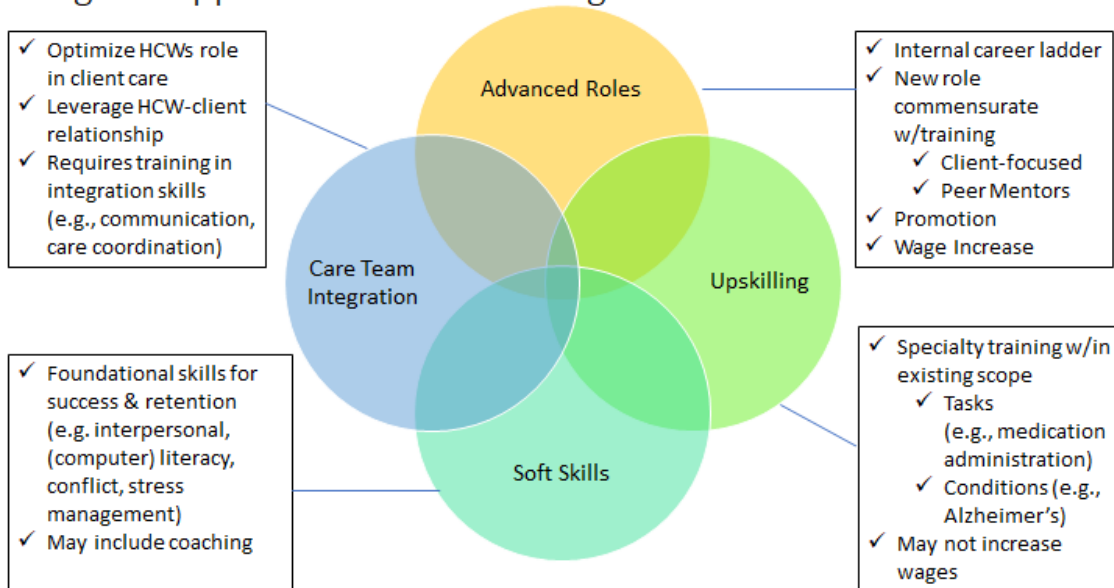 ✓ Optimize HCWs role
in client care
✓ Leverage HCW-client
relationship
✓ Requires training in
integration skills
(e.g., communication,
care coordination)
Advanced Roles
✓ Internal career ladder
✓ New role
commensurate
w/training
✓ Client-focused
✓ Peer Mentors
✓ Promotion
✓ Wage Increase
Care Team
Integration
Upskilling
✓ Foundational skills for
success & retention
(e.g. interpersonal,
(computer) literacy,
conflict, stress
management)
✓ May include coaching
Soft Skills
✓ Specialty training w/in
existing scope
✓ Tasks
(e.g., medication
administration)
✓ Conditions (e.g.,
Alzheimer's)
✓ May not increase
wages